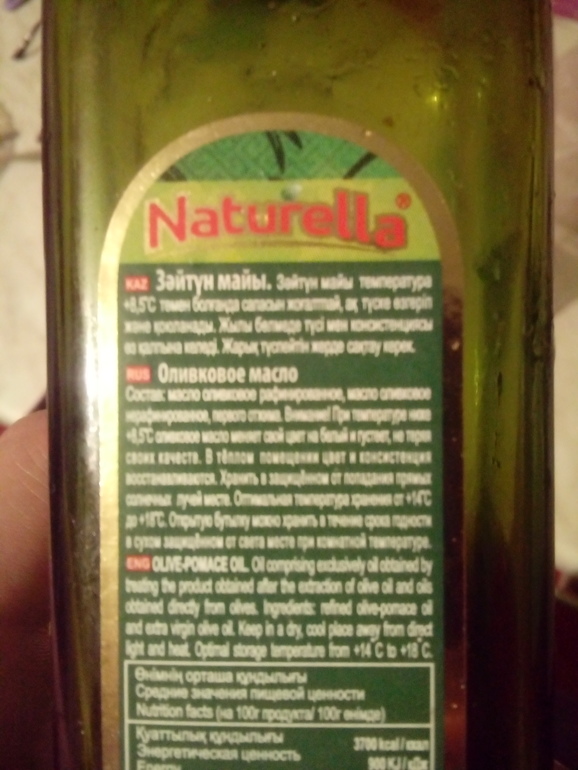 Naturella®
KAZ Зәйтүн майы. Зәйтүн майы температура
+8,5˚C төмен болғанда сапасын жоғалтпай, ақ түске өзгеріп
және қоюланады. Жылы бөлмеде түсі мен консистенциясы
өз қалпына келеді. Жарық түспейтін жерде сақтау керек.
RUS Оливковое масло
Состав: масло оливковое рафинированное, масло оливковое
нерафинированное, первого отжима. Внимание! При температуре ниже
+8,5˚C оливковое масло меняет свой цвет на белый и густеет, не теряя
своих качеств. В тёплом помещении цвет и консистенция
восстанавливаются. Хранить в защищённом от попадания прямых
солнечных лучей месте. Оптимальная температура хранения от +14˚C
до +18˚C. Открытую бутылку можно хранить в течение срока годности
в сухом защищённом от света месте при комнатной температуре.
ENG OLIVE-POMACE OIL. Oil comprising exclusively oil obtained by
treating the product obtained after the extraction of olive oil and oils
obtained directly from olives. Ingredients: refined olive-pomace oil
and extra virgin olive oil. Keep in a dry, cool place away from direct
light and heat. Optimal storage temperature from +14˚C to +18˚C.
Өнімнің орташа құндылығы
Средние значения пищевой ценности
Nutrition facts (на 100г продукта/ 100г өнімде)
Қуаттылық құндылығы
Энергетическая ценность 3700 kcal / ккал
Energy 900 KJ / кДж